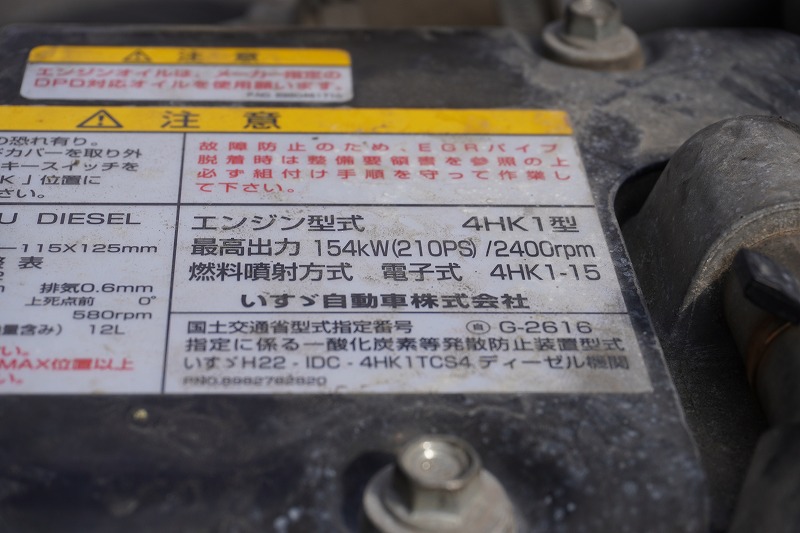 注意
エンジンオイルは、メーカー指定の
DPD対応オイルを使用願います。
注意
の恐れ有り。
ドカバーを取り外
キースイッチを
K」位置に
さい。
故障防止のため、EGRパイプ
脱着時は整備要領書を参照の上
必ず組付け手順を守って作業し
て下さい。
U DIESEL
115X125mm
表
排気0.6mm
上死点前 0°
580rpm
量含み) 12L
い。
MAX位置以上
エンジン型式 4HK1型
最高出力 154kW(210PS)/2400rpm
燃料噴射方式 電子式 4HK1-15
いすゞ自動車株式会社
国土交通省型式指定番号 自 G-2616
指定に係る一酸化炭素等発散防止装置型式
いすゞH22-IDC-4HK1TCS4 ディーゼル機関
PNO.8982782820